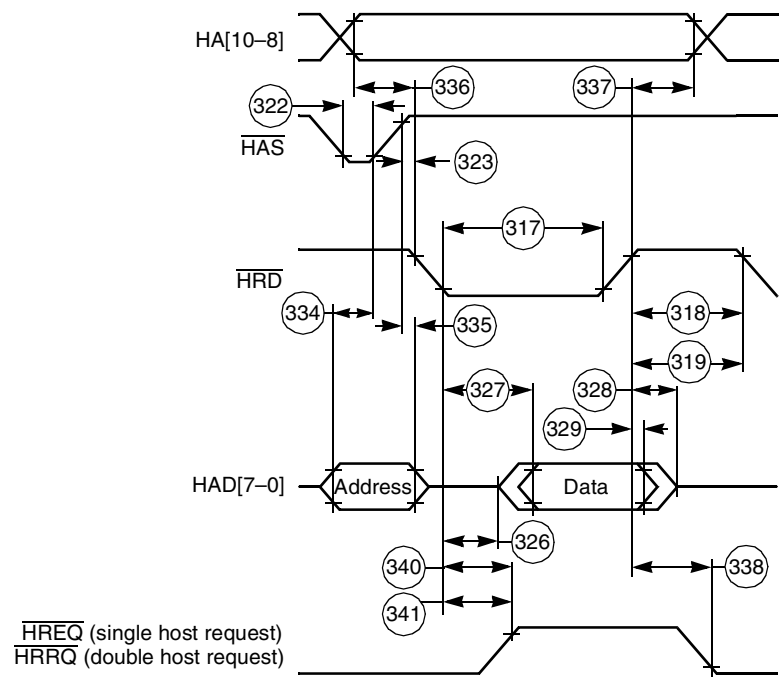 HA[10–8]
336
337
322
HAS
323
317
HRD
318
334
335
319
327
328
329
HAD[7–0]
Address
Data
326
340
338
341
HREQ (single host request)
HRRQ (double host request)